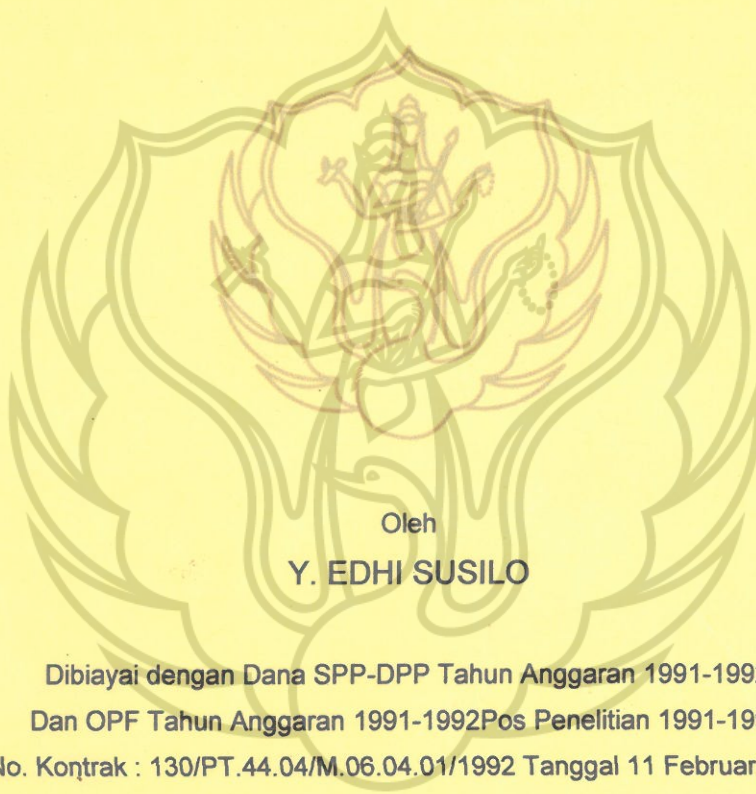 Oleh
Y. EDHI SUSILO
Dibiayai dengan Dana SPP-DPP Tahun Anggaran 1991-199
Dan OPF Tahun Anggaran 1991-1992Pos Penelitian 1991-19
No. Kontrak : 130/PT.44.04/M.06.04.01/1992 Tanggal 11 Februar